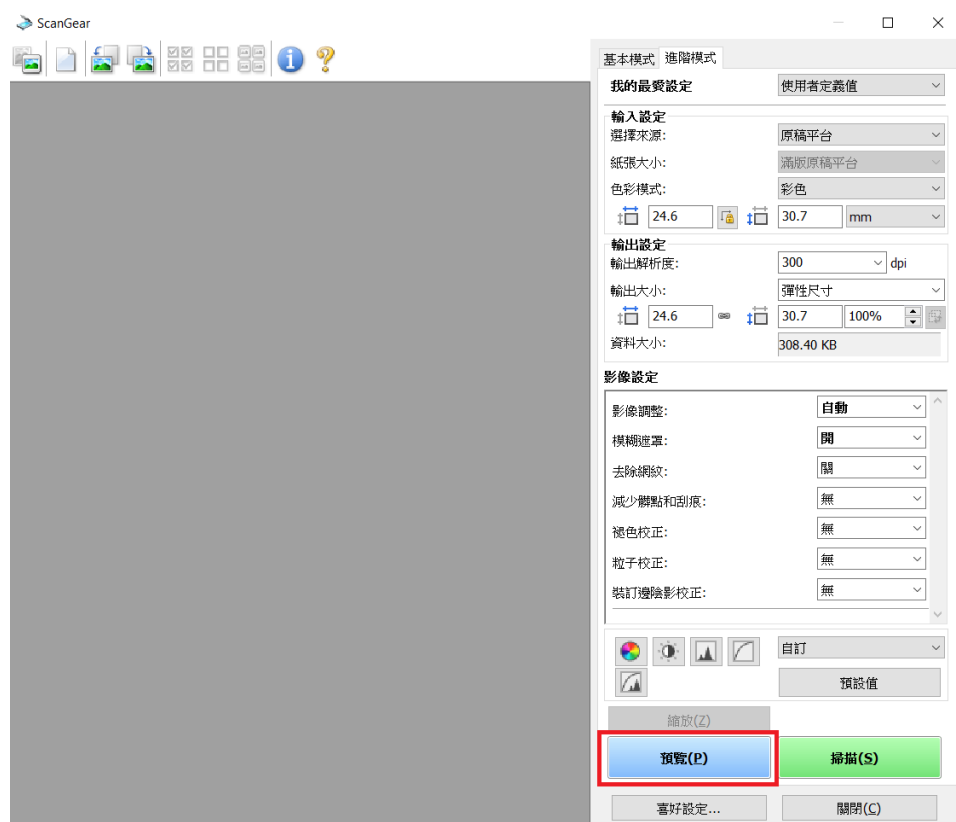 ScanGear
基本模式 進階模式
我的最愛設定 使用者定義值
輸入設定
選擇來源: 原稿平台
紙張大小: 滿版原稿平台
色彩模式: 彩色
24.6 30.7 mm
輸出設定
輸出解析度: 300 dpi
輸出大小: 彈性尺寸
24.6 30.7 100%
資料大小: 308.40 KB
影像設定
影像調整: 自動
模糊遮罩: 開
去除網紋: 關
減少髒點和刮痕: 無
褪色校正: 無
粒子校正: 無
裝訂邊陰影校正: 無
自訂
預設值
縮放(Z)
預覽(P) 掃描(S)
喜好設定... 關閉(C)